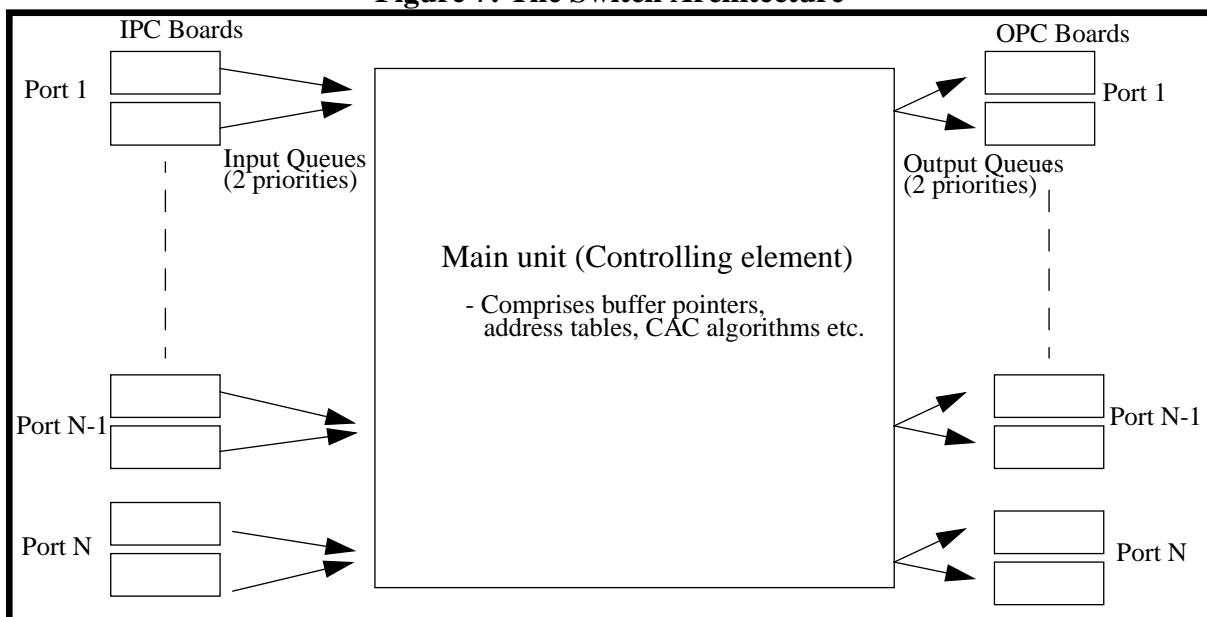 Figure 7. The Switch Architecture
IPC Boards
OPC Boards
Port 1
Port 1
Input Queues
(2 priorities)
Output Queues
(2 priorities)
Main unit (Controlling element)
- Comprises buffer pointers,
address tables, CAC algorithms etc.
Port N-1
Port N-1
Port N
Port N